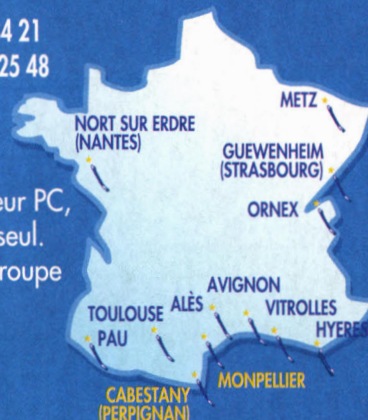 4 21
25 48
METZ
NORT SUR ERDRE
(NANTES)
GUEWENHEIM
(STRASBOURG)
eur PC,
seul.
roupe
ORNEX
AVIGNON
ALÈS
VITROLLES
TOULOUSE
HYERES
PAU
MONPELLIER
CABESTANY
(PERPIGNAN)